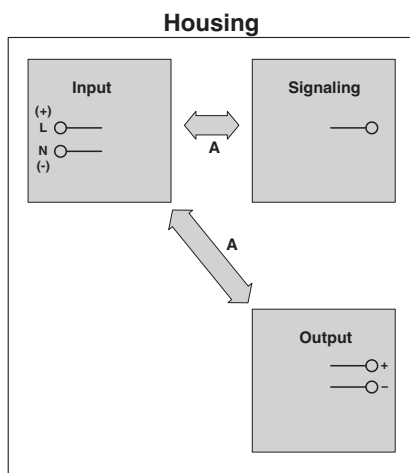 Housing
Input
(+)
L
N
(-)
A
Signaling
A
Output
+
–